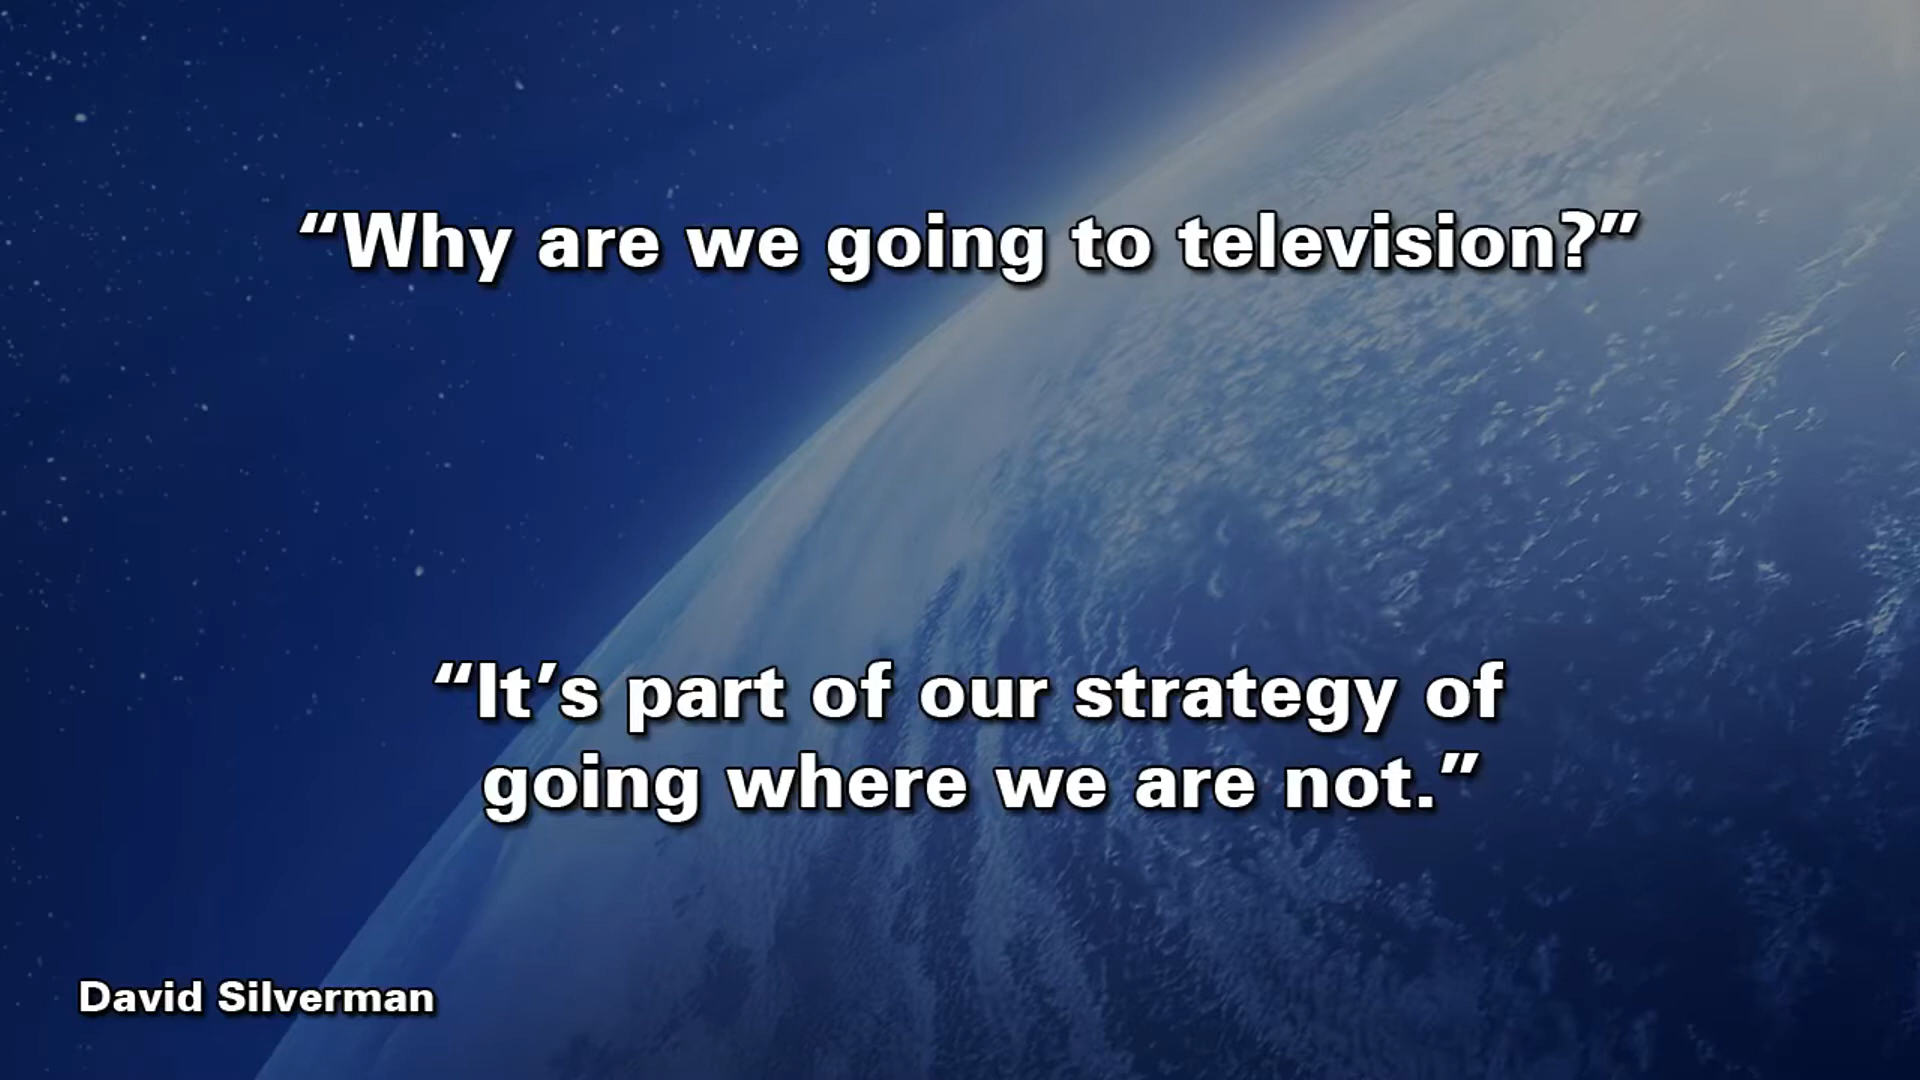 “Why are we going to television?”
“It’s part of our strategy of
going where we are not.”
David Silverman